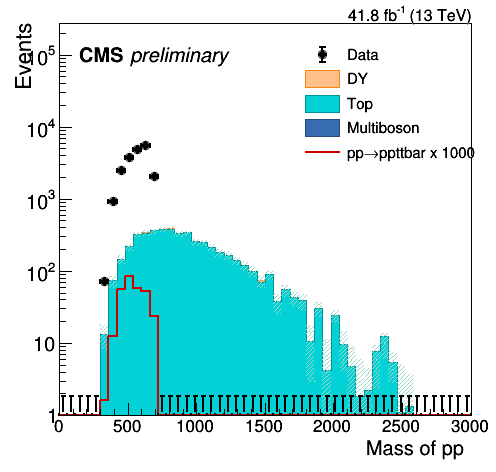 41.8 fb⁻¹ (13 TeV)
Events
CMS preliminary
Data
DY
Top
Multiboson
pp→ppttbar x 1000
10⁵
10⁴
10³
10²
10
1
0 500 1000 1500 2000 2500 3000
Mass of pp